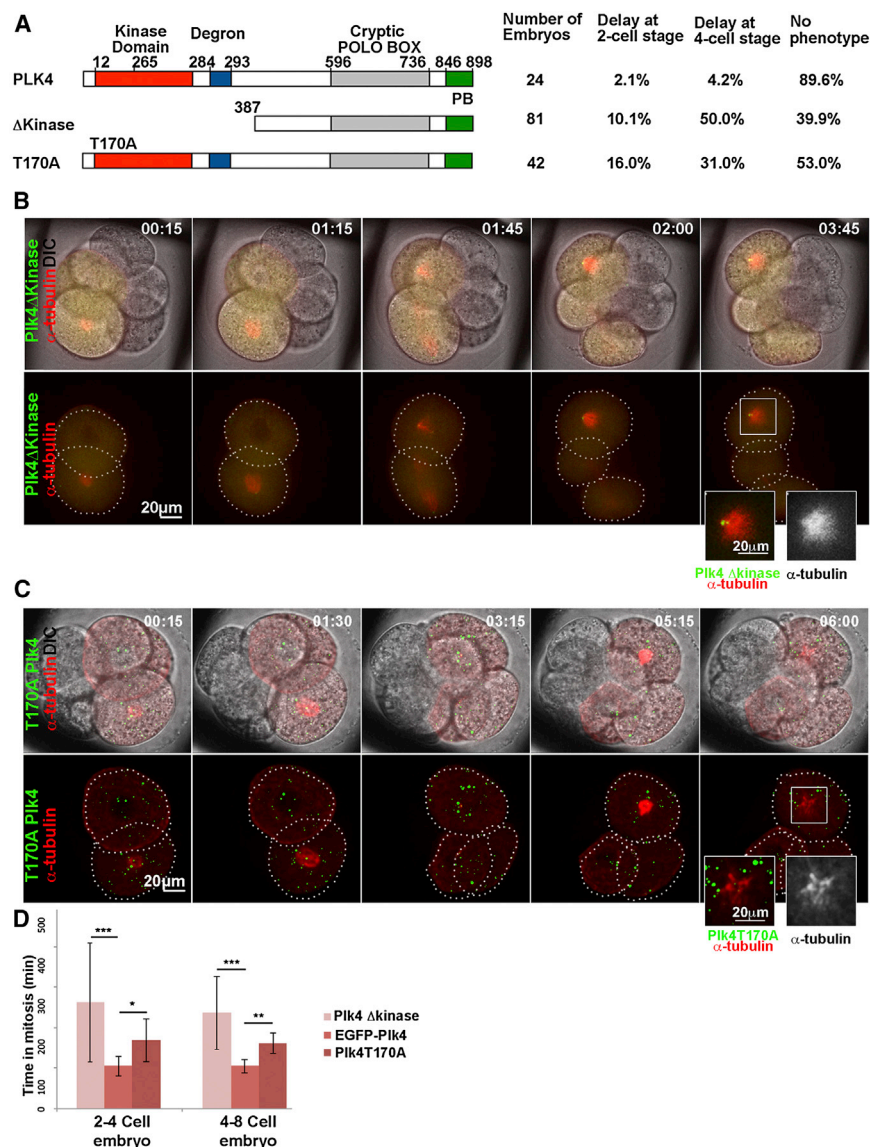 A
Kinase
Domain
Degron
Cryptic
POLO BOX
Number of
Embryos
Delay at
2-cell stage
Delay at
4-cell stage
No
phenotype
12 265 284 293 596 736 846 898
PLK4
24 2.1% 4.2% 89.6%
PB
387
ΔKinase
81 10.1% 50.0% 39.9%
T170A
T170A
42 16.0% 31.0% 53.0%
B
Plk4ΔKinase
α-tubulinDIC
00:15
01:15
01:45
02:00
03:45
Plk4ΔKinase
α-tubulin
20μm
20μm
Plk4 Δkinase
α-tubulin
α-tubulin
C
T170A Plk4
α-tubulinDIC
00:15
01:30
03:15
05:15
06:00
T170A Plk4
α-tubulin
20μm
20μm
Plk4T170A
α-tubulin
α-tubulin
D
Time in mitosis (min)
500
400
300
200
100
0
***
*
***
**
Plk4 Δkinase
EGFP-Plk4
Plk4T170A
2-4 Cell
embryo
4-8 Cell
embryo